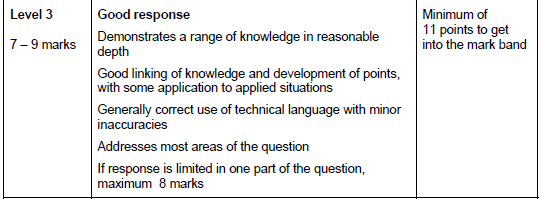 Level 3
7 – 9 marks
Good response
Demonstrates a range of knowledge in reasonable
depth
Good linking of knowledge and development of points,
with some application to applied situations
Generally correct use of technical language with minor
inaccuracies
Addresses most areas of the question
If response is limited in one part of the question,
maximum  8 marks
Minimum of
11 points to get
into the mark band